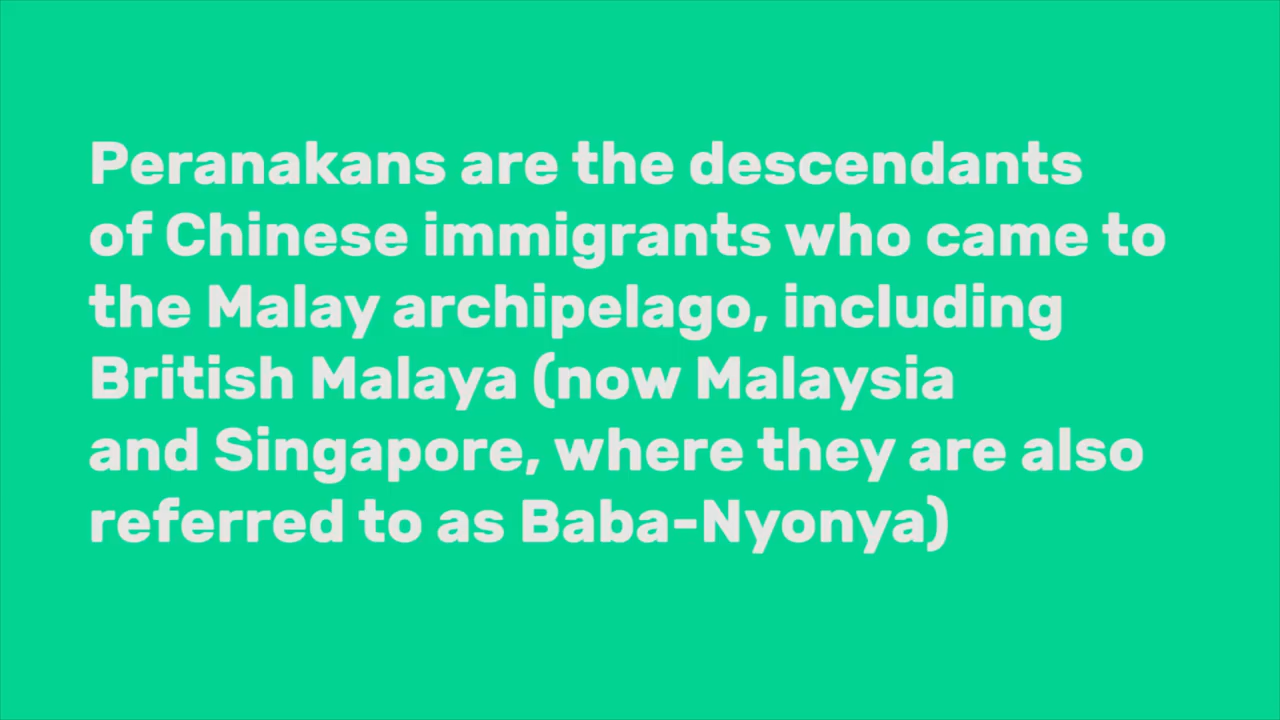 Peranakans are the descendants
of Chinese immigrants who came to
the Malay archipelago, including
British Malaya (now Malaysia
and Singapore, where they are also
referred to as Baba-Nyonya)